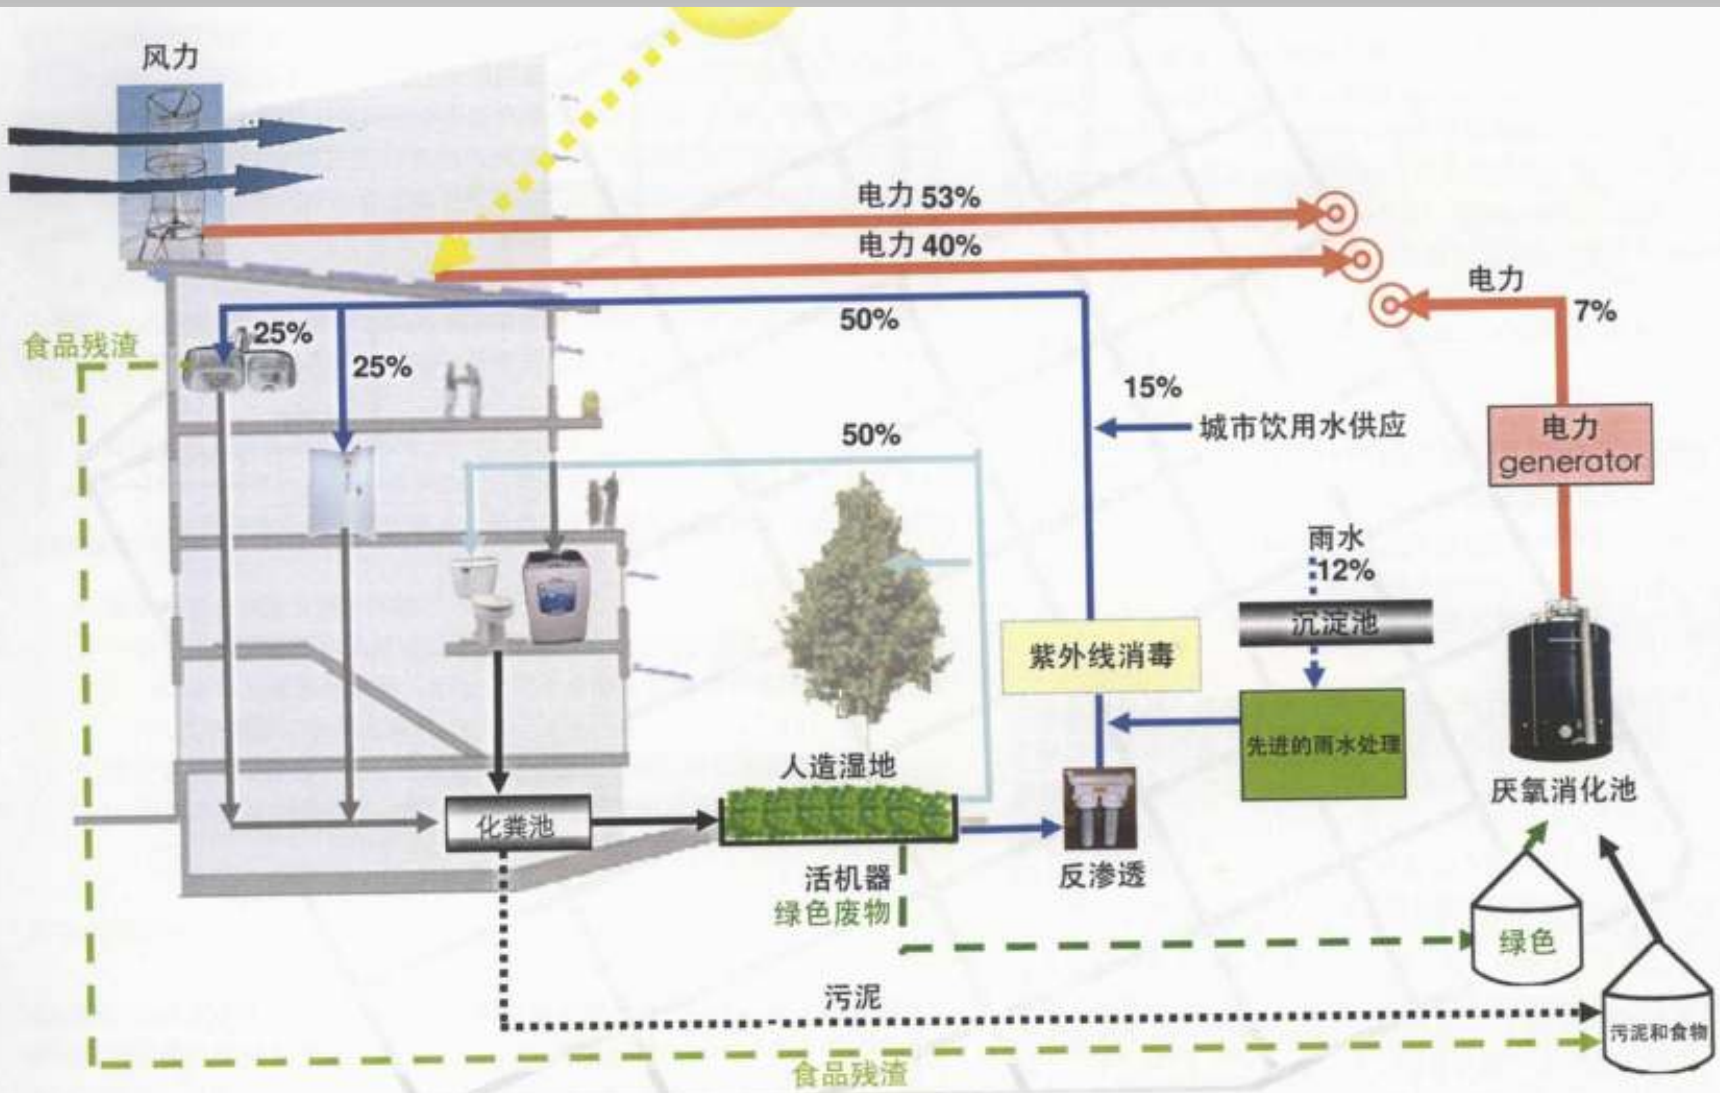 风力
电力 53%
电力 40%
电力
7%
50%
25%
食品残渣
25%
15%
城市饮用水供应
50%
电力
generator
雨水
12%
沉淀池
紫外线消毒
先进的雨水处理
人造湿地
厌氧消化池
化粪池
活机器
反渗透
绿色废物
绿色
污泥
污泥和食物
食品残渣